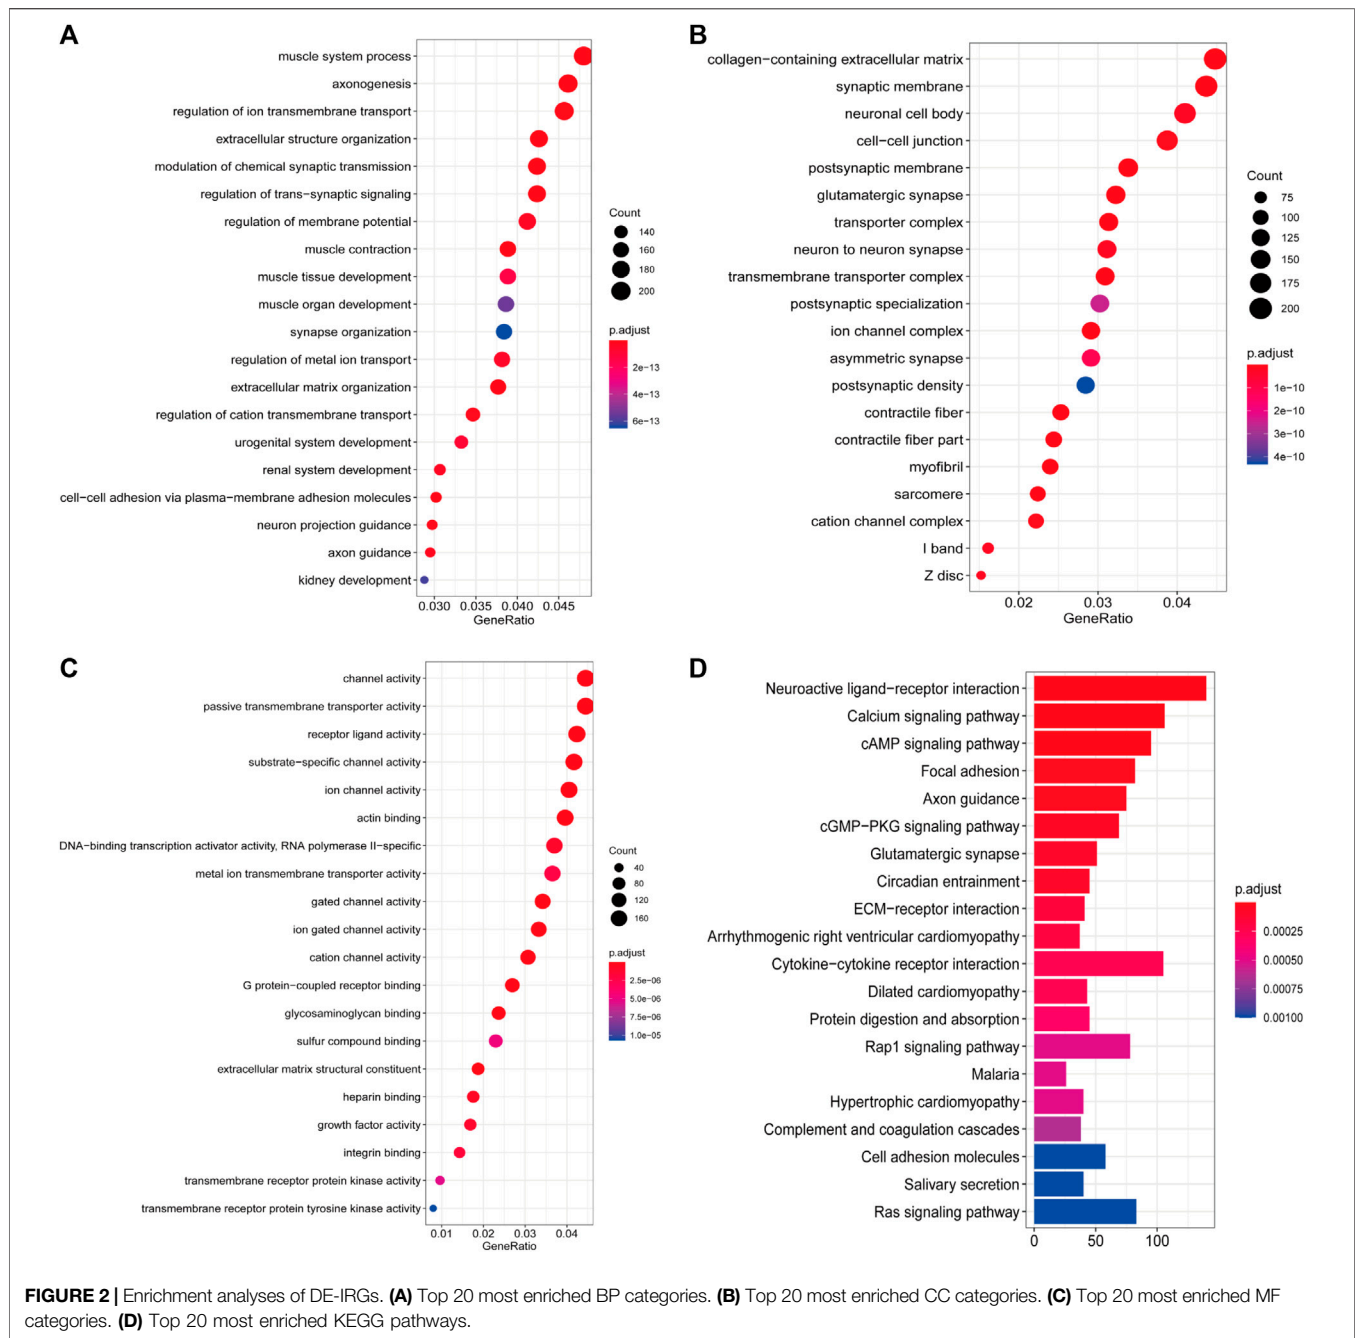 A
muscle system process
axonogenesis
regulation of ion transmembrane transport
extracellular structure organization
modulation of chemical synaptic transmission
regulation of trans−synaptic signaling
regulation of membrane potential
muscle contraction
muscle tissue development
muscle organ development
synapse organization
regulation of metal ion transport
extracellular matrix organization
regulation of cation transmembrane transport
urogenital system development
renal system development
cell−cell adhesion via plasma−membrane adhesion molecules
neuron projection guidance
axon guidance
kidney development
0.030 0.035 0.040 0.045
GeneRatio
Count
140
160
180
200
p.adjust
2e−13
4e−13
6e−13
B
collagen−containing extracellular matrix
synaptic membrane
neuronal cell body
cell−cell junction
postsynaptic membrane
glutamatergic synapse
transporter complex
neuron to neuron synapse
transmembrane transporter complex
postsynaptic specialization
ion channel complex
asymmetric synapse
postsynaptic density
contractile fiber
contractile fiber part
myofibril
sarcomere
cation channel complex
I band
Z disc
0.02 0.03 0.04
GeneRatio
Count
75
100
125
150
175
200
p.adjust
1e−10
2e−10
3e−10
4e−10
C
channel activity
passive transmembrane transporter activity
receptor ligand activity
substrate−specific channel activity
ion channel activity
actin binding
DNA−binding transcription activator activity, RNA polymerase II−specific
metal ion transmembrane transporter activity
gated channel activity
ion gated channel activity
cation channel activity
G protein−coupled receptor binding
glycosaminoglycan binding
sulfur compound binding
extracellular matrix structural constituent
heparin binding
growth factor activity
integrin binding
transmembrane receptor protein kinase activity
transmembrane receptor protein tyrosine kinase activity
0.01 0.02 0.03 0.04
GeneRatio
Count
40
80
120
160
p.adjust
2.5e−06
5.0e−06
7.5e−06
1.0e−05
D
Neuroactive ligand−receptor interaction
Calcium signaling pathway
cAMP signaling pathway
Focal adhesion
Axon guidance
cGMP−PKG signaling pathway
Glutamatergic synapse
Circadian entrainment
ECM−receptor interaction
Arrhythmogenic right ventricular cardiomyopathy
Cytokine−cytokine receptor interaction
Dilated cardiomyopathy
Protein digestion and absorption
Rap1 signaling pathway
Malaria
Hypertrophic cardiomyopathy
Complement and coagulation cascades
Cell adhesion molecules
Salivary secretion
Ras signaling pathway
0 50 100
p.adjust
0.00025
0.00050
0.00075
0.00100
FIGURE 2 | Enrichment analyses of DE-IRGs. (A) Top 20 most enriched BP categories. (B) Top 20 most enriched CC categories. (C) Top 20 most enriched MF
categories. (D) Top 20 most enriched KEGG pathways.